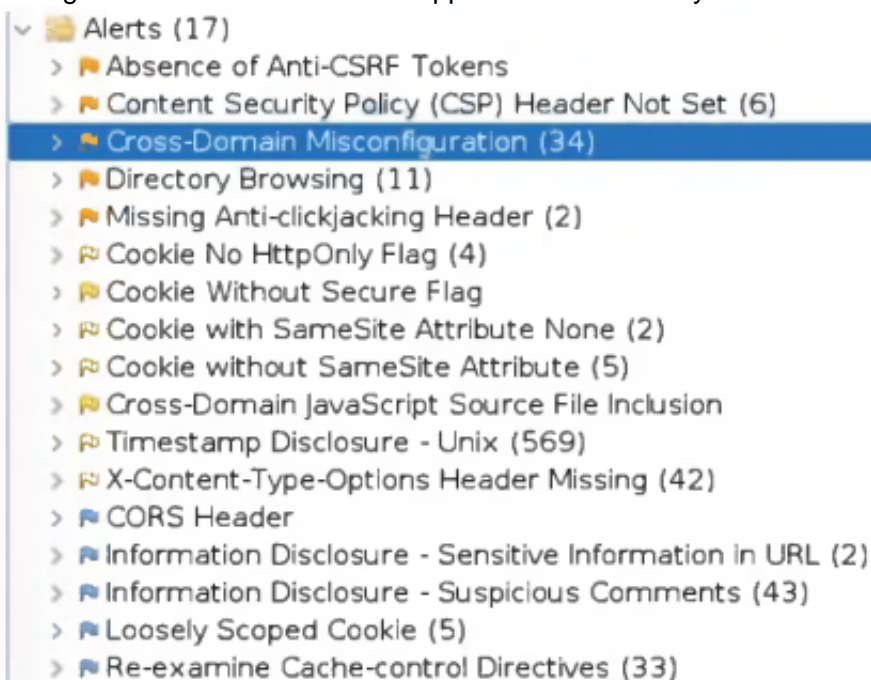 Alerts (17)
Absence of Anti-CSRF Tokens
Content Security Policy (CSP) Header Not Set (6)
Cross-Domain Misconfiguration (34)
Directory Browsing (11)
Missing Anti-clickjacking Header (2)
Cookie No HttpOnly Flag (4)
Cookie Without Secure Flag
Cookie with SameSite Attribute None (2)
Cookie without SameSite Attribute (5)
Cross-Domain JavaScript Source File Inclusion
Timestamp Disclosure - Unix (569)
X-Content-Type-Options Header Missing (42)
CORS Header
Information Disclosure - Sensitive Information in URL (2)
Information Disclosure - Suspicious Comments (43)
Loosely Scoped Cookie (5)
Re-examine Cache-control Directives (33)